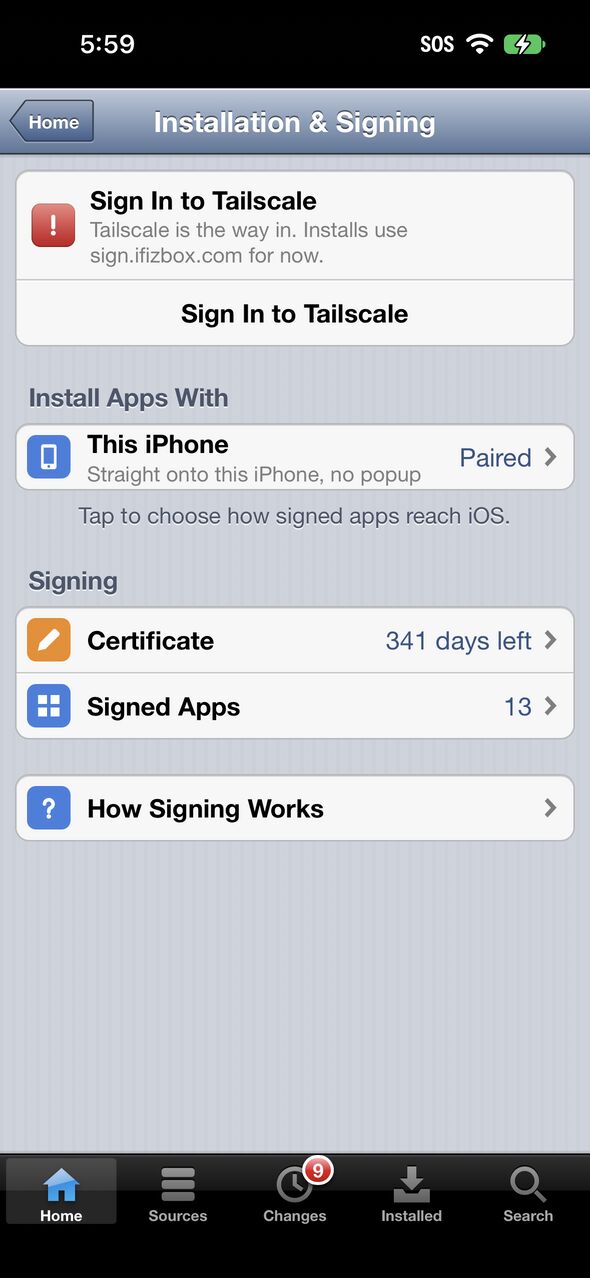 5:59
SOS
Home
Installation & Signing
!
Sign In to Tailscale
Tailscale is the way in. Installs use
sign.ifizbox.com for now.
Sign In to Tailscale
Install Apps With
This iPhone
Straight onto this iPhone, no popup
Paired
Tap to choose how signed apps reach iOS.
Signing
Certificate
341 days left
Signed Apps
13
?
How Signing Works
9
Home
Sources
Changes
Installed
Search